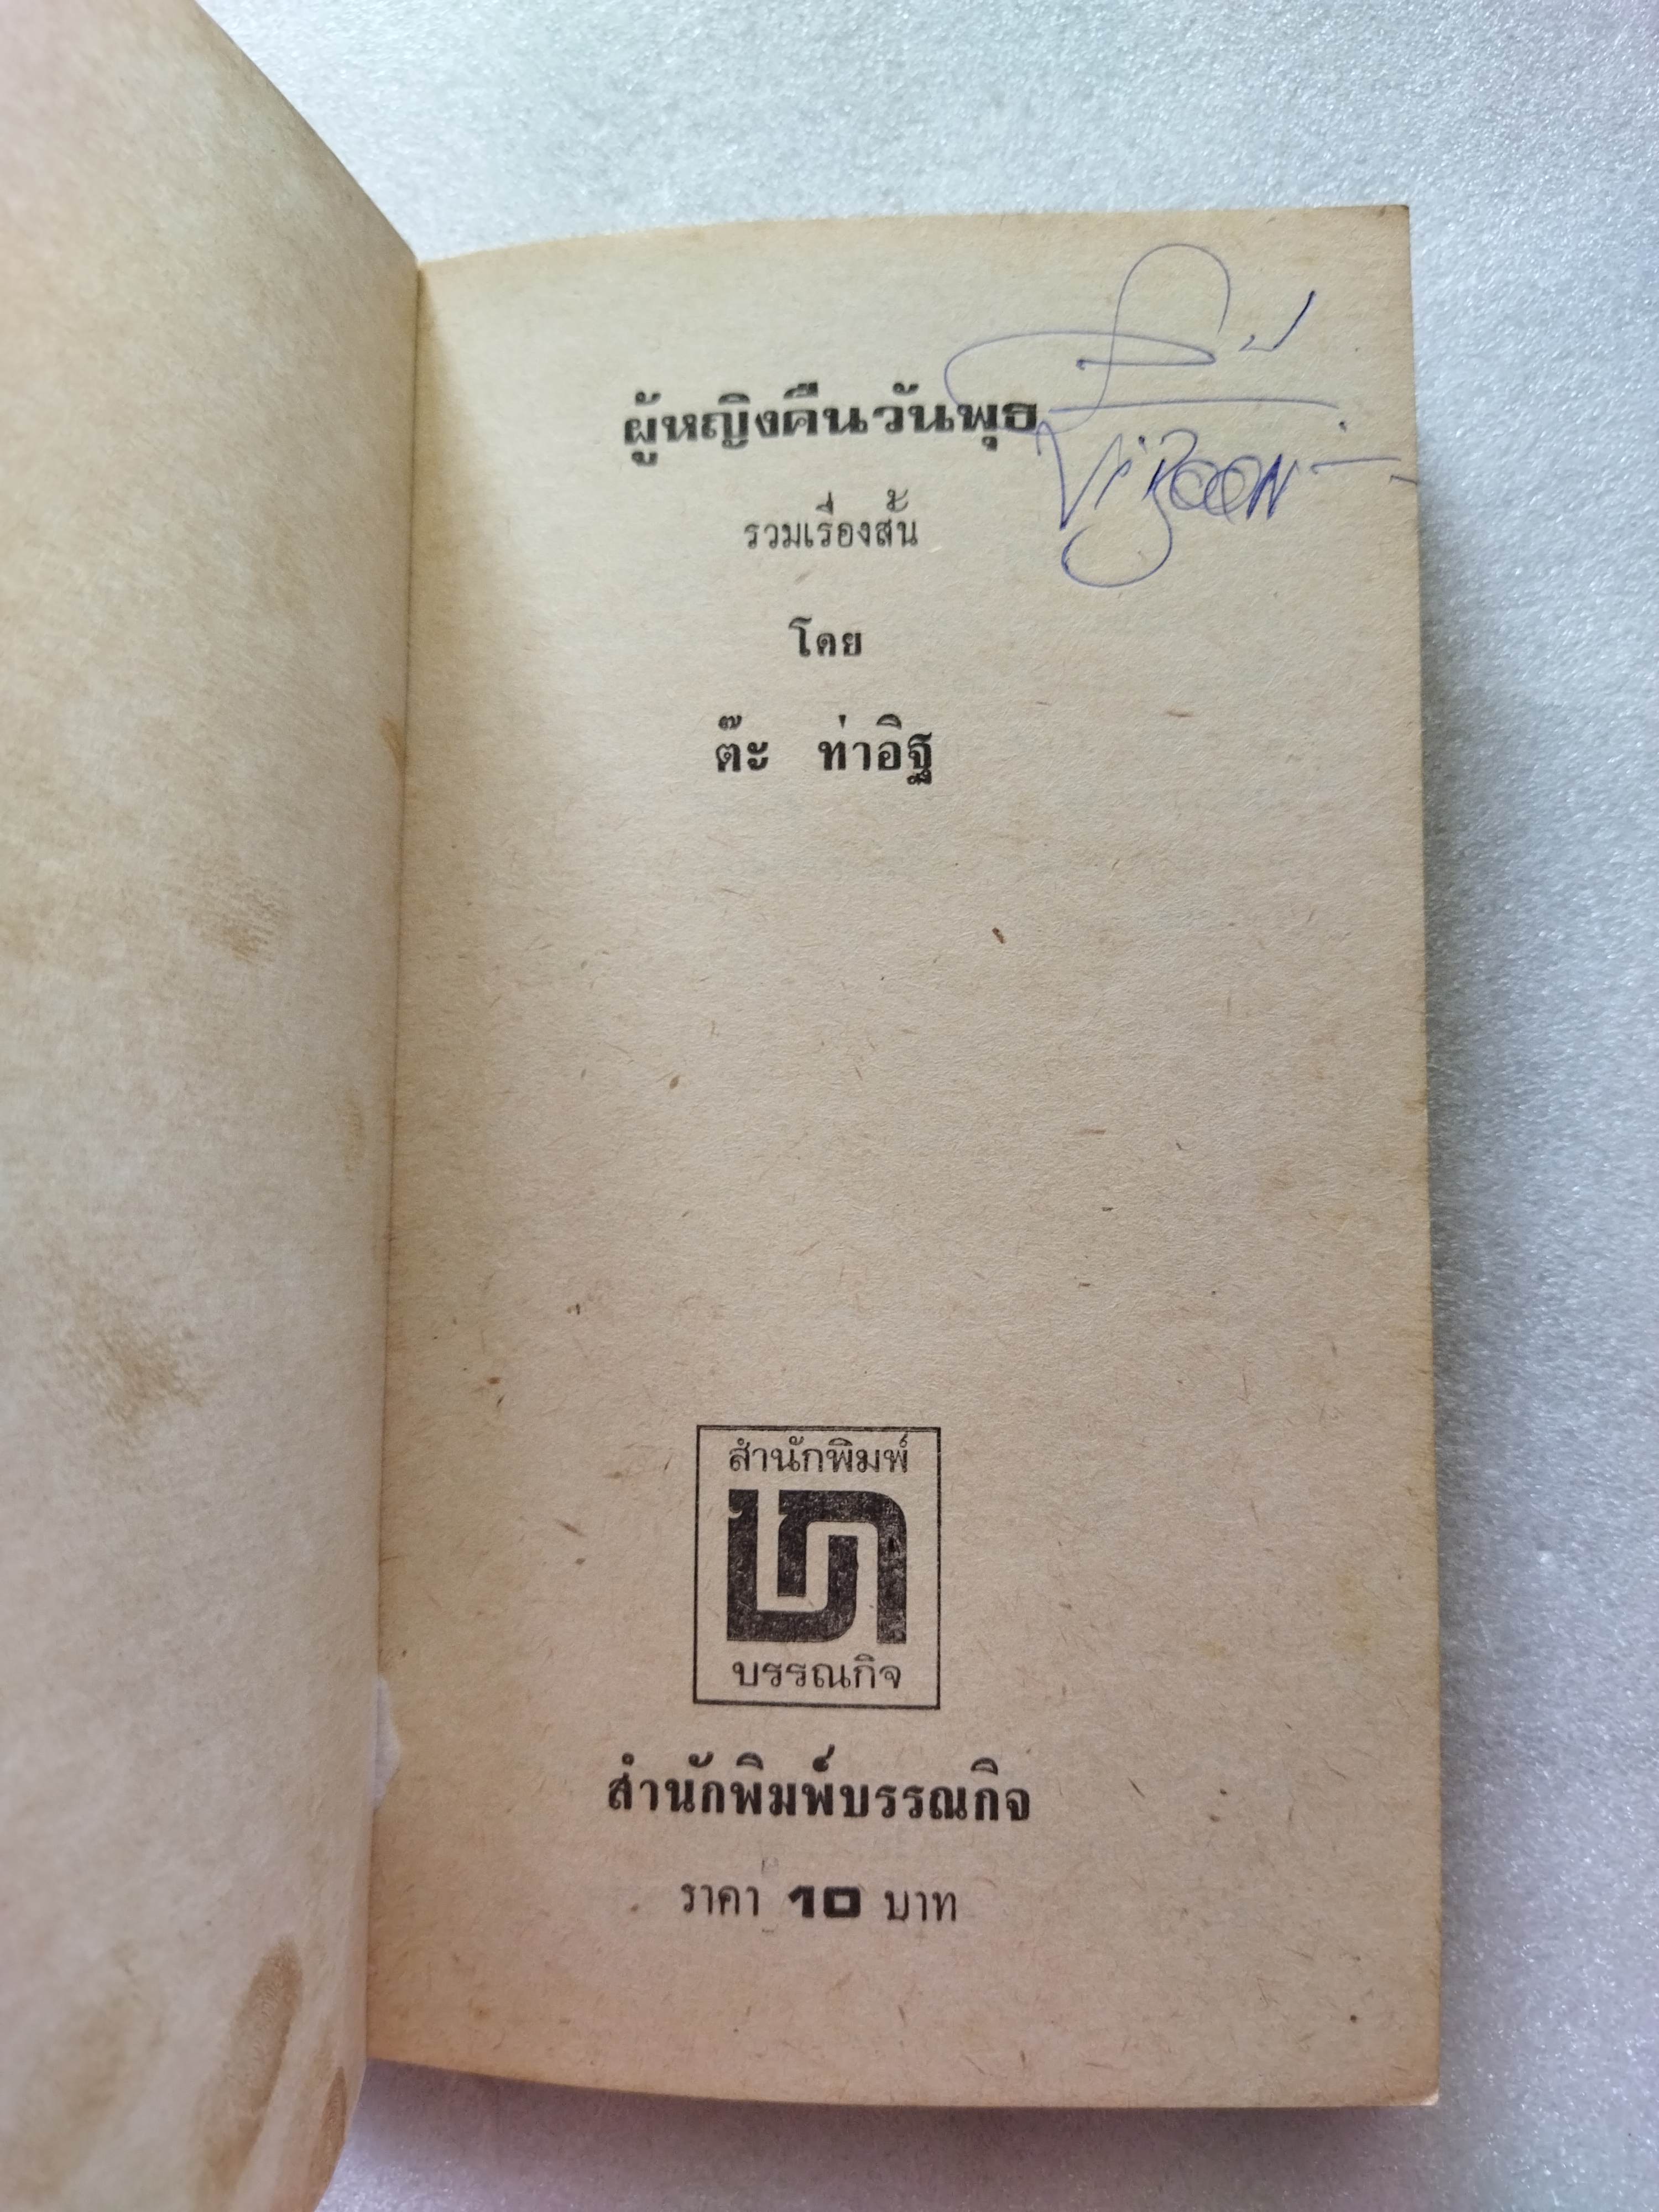 ผู้หญิงคืนวันพุธ
รวมเรื่องสั้น
โดย
ต๊ะ ท่าอิฐ
สำนักพิมพ์
บรรณกิจ
สำนักพิมพ์บรรณกิจ
ราคา 10 บาท